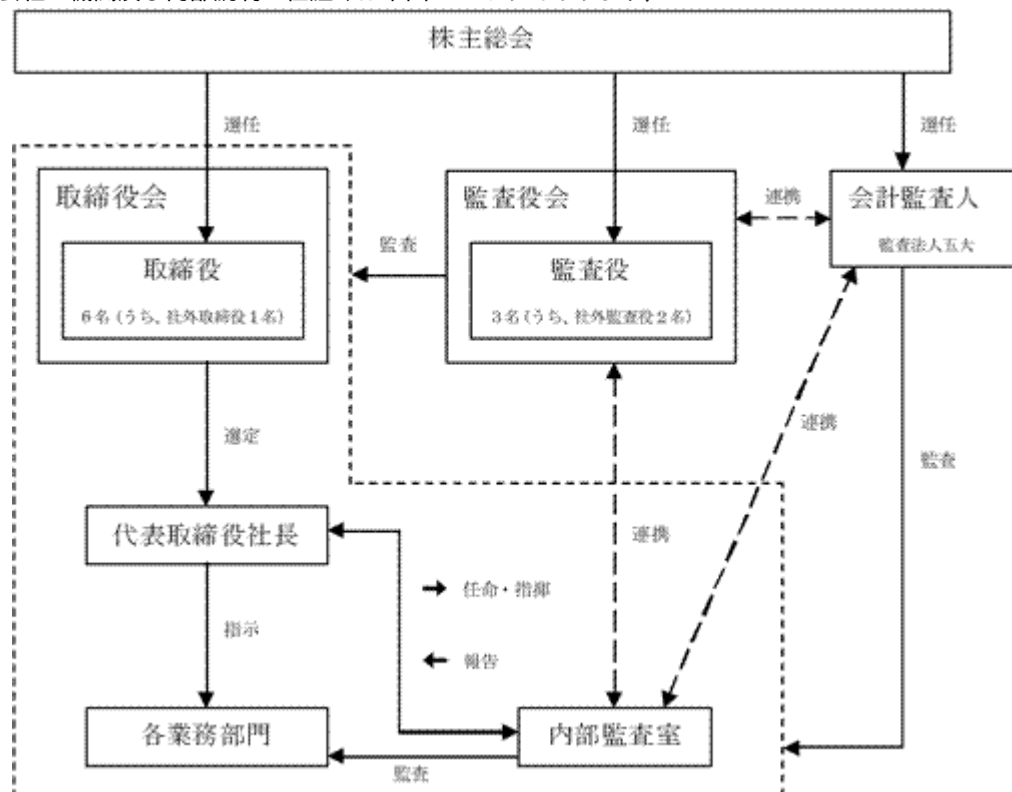 株主総会
選任
選任
選任
取締役会
監査役会
会計監査人
連携
監査法人五大
監査
取締役
監査役
6名(うち、社外取締役1名)
3名(うち、社外監査役2名)
連携
選定
監査
代表取締役社長
連携
任命・指揮
指示
報告
各業務部門
内部監査室
監査